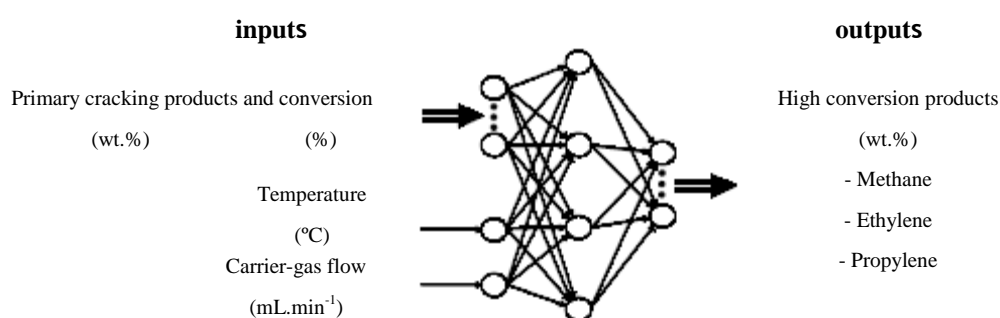 inputs
outputs
Primary cracking products and conversion
(wt.%) (%)
Temperature
(ºC)
Carrier-gas flow
(mL.min⁻¹)
High conversion products
(wt.%)
- Methane
- Ethylene
- Propylene